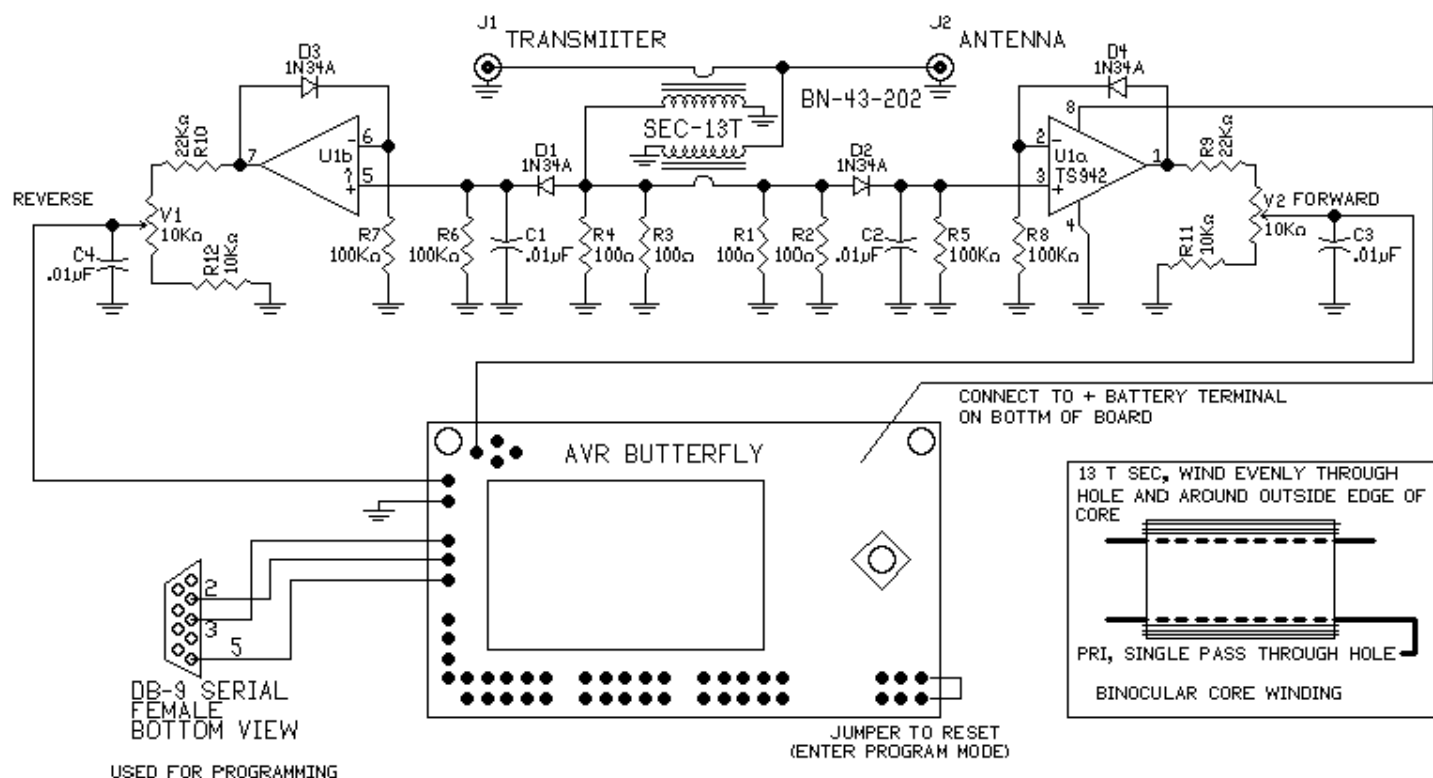 J1
TRANSMIITER
J2
ANTENNA
D3
1N34A
D4
1N34A
BN-43-202
SEC-13T
22KΩ
R10
7
6
-
U1b
5
+
D1
1N34A
D2
1N34A
8
2
-
U1a
TS942
3
+
1
4
R9
22KΩ
REVERSE
V1
10KΩ
C4
.01µF
R12
10KΩ
R7
100KΩ
R6
100KΩ
C1
.01µF
R4
100Ω
R3
100Ω
R1
100Ω
R2
100Ω
C2
.01µF
R5
100KΩ
R8
100KΩ
R11
10KΩ
V2
10KΩ
FORWARD
C3
.01µF
CONNECT TO + BATTERY TERMINAL
ON BOTTM OF BOARD
AVR BUTTERFLY
13 T SEC, WIND EVENLY THROUGH
HOLE AND AROUND OUTSIDE EDGE OF
CORE
PRI, SINGLE PASS THROUGH HOLE
BINOCULAR CORE WINDING
2
3
5
DB-9 SERIAL
FEMALE
BOTTOM VIEW
USED FOR PROGRAMMING
JUMPER TO RESET
(ENTER PROGRAM MODE)